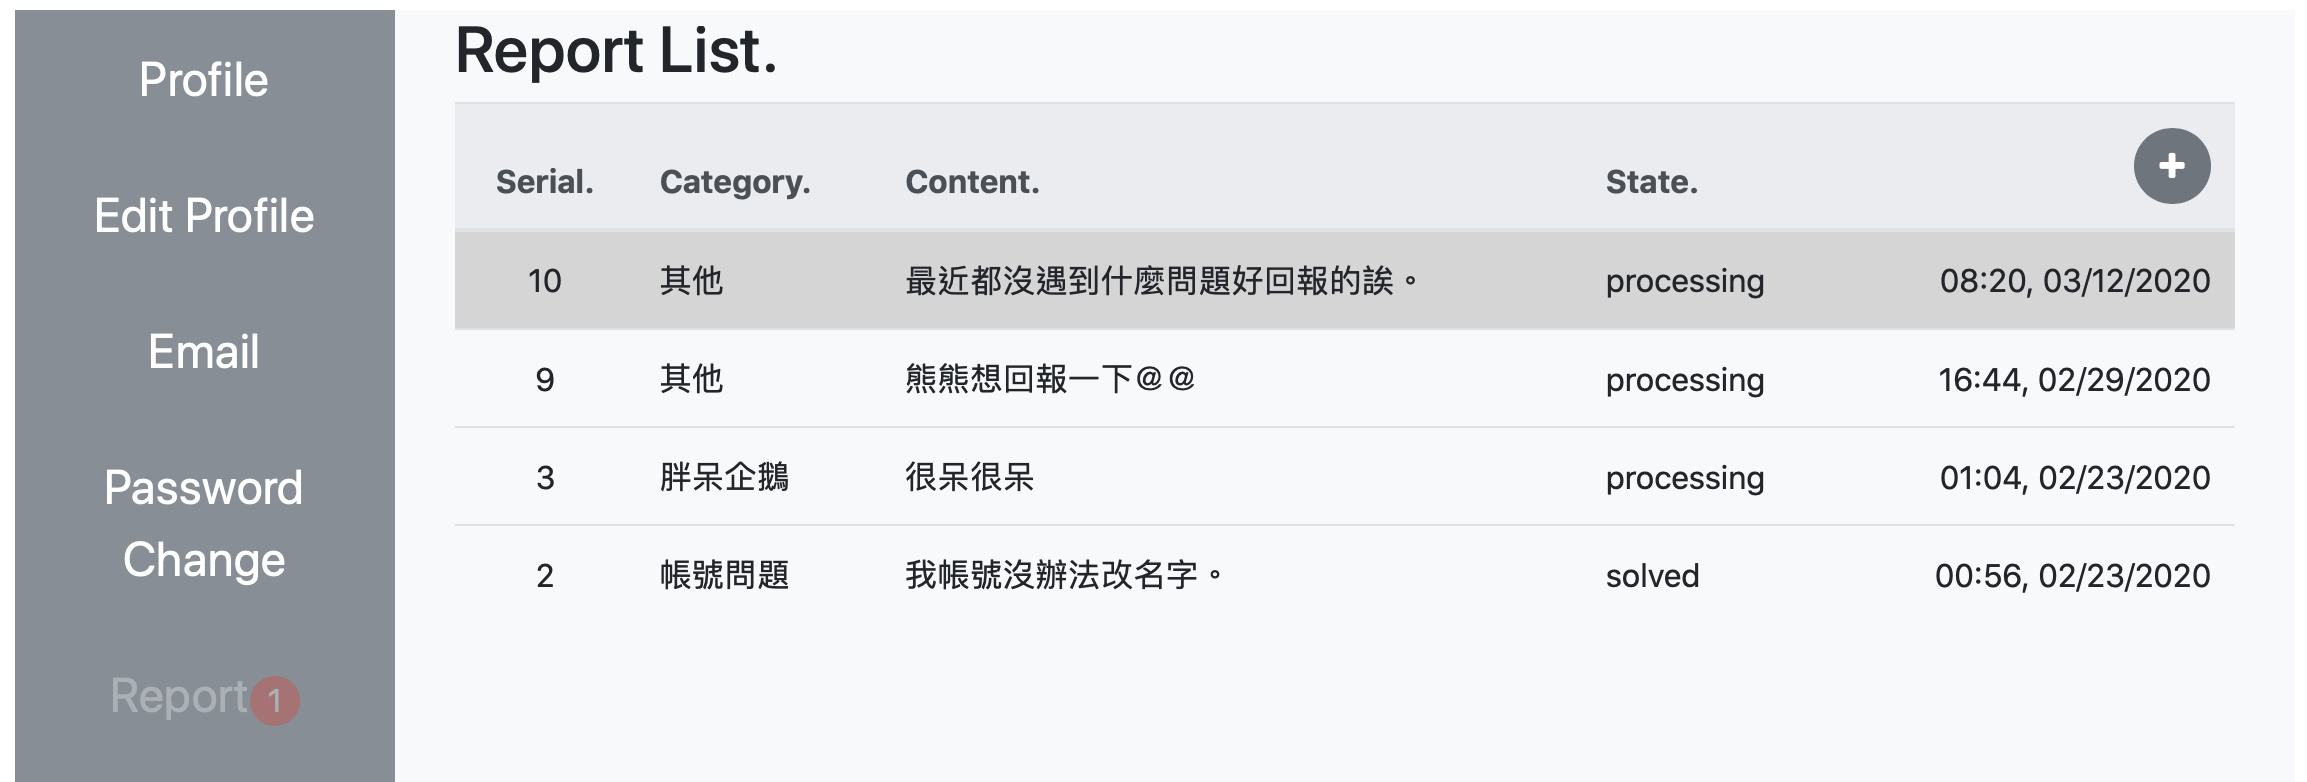 Profile
Edit Profile
Email
Password
Change
Report 1
Report List.
Serial. Category. Content. State.
10 其他 最近都沒遇到什麼問題好回報的誒。 processing 08:20, 03/12/2020
9 其他 熊熊想回報一下@@ processing 16:44, 02/29/2020
3 胖呆企鵝 很呆很呆 processing 01:04, 02/23/2020
2 帳號問題 我帳號沒辦法改名字。 solved 00:56, 02/23/2020